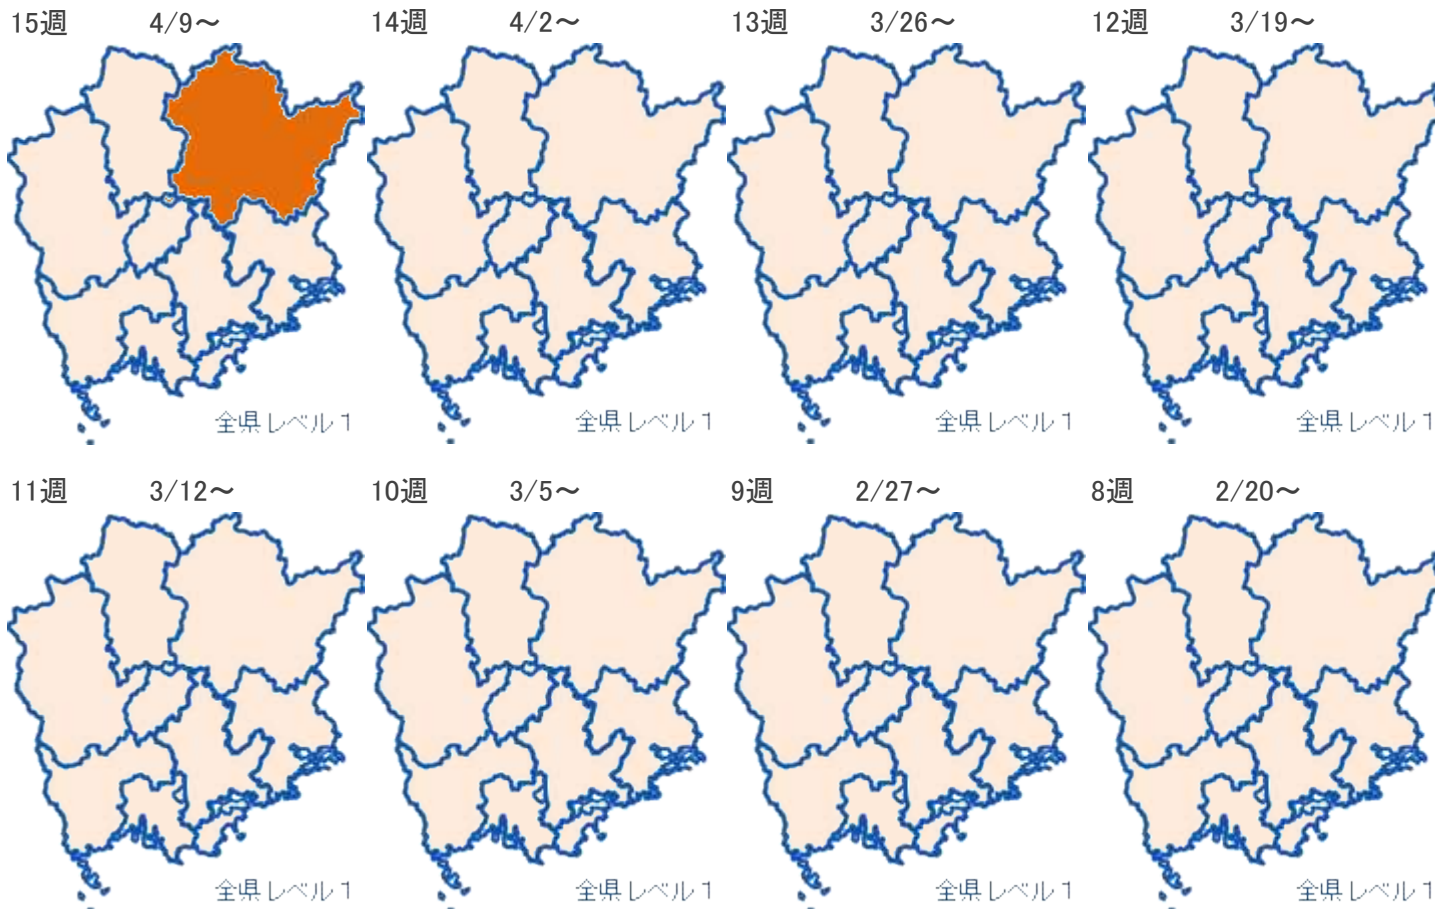 15週 4/9～
14週 4/2～
13週 3/26～
12週 3/19～
全県レベル1
全県レベル1
全県レベル1
全県レベル1
11週 3/12～
10週 3/5～
9週 2/27～
8週 2/20～
全県レベル1
全県レベル1
全県レベル1
全県レベル1